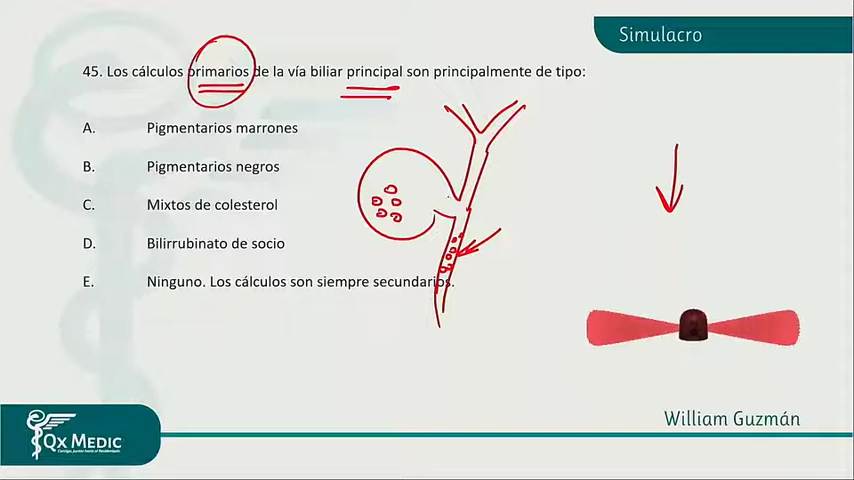 Simulacro
45. Los cálculos primarios de la vía biliar principal son principalmente de tipo:
A. Pigmentarios marrones
B. Pigmentarios negros
C. Mixtos de colesterol
D. Bilirrubinato de socio
E. Ninguno. Los cálculos son siempre secundarios.
William Guzmán
QX MEDIC